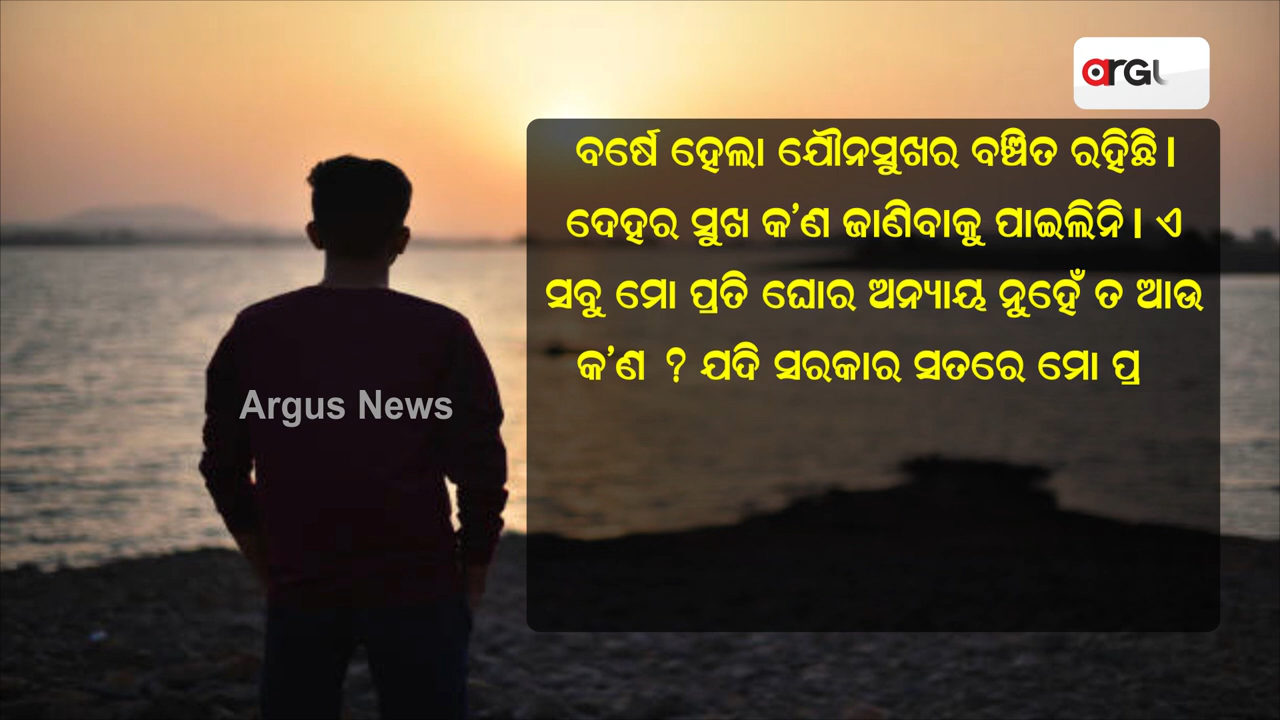 ARGU
ବର୍ଷେ ହେଲା ଯୌନସୁଖର ବଞ୍ଚିତ ରହିଛି।
ଦେହର ସୁଖ କ'ଣ ଜାଣିବାକୁ ପାଇଲିନି। ଏ
ସବୁ ମୋ ପ୍ରତି ଘୋର ଅନ୍ୟାୟ ନୁହେଁ ତ ଆଉ
କ'ଣ ? ଯଦି ସରକାର ସତରେ ମୋ ପ୍ର
Argus News